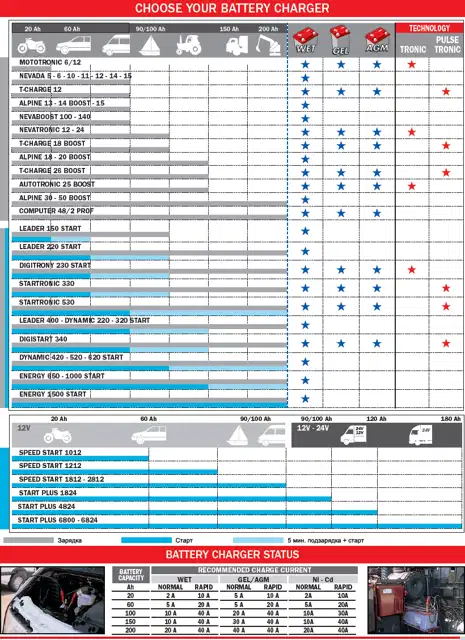 CHOOSE YOUR BATTERY CHARGER
20 Ah 60 Ah 90/100 Ah 150 Ah 200 Ah
WET GEL AGM
TECHNOLOGY
TRONIC PULSE TRONIC
MOTOTRONIC 6/12
NEVADA 5 - 6 - 10 - 11 - 12 - 14 - 15
T-CHARGE 12
ALPINE 13 - 14 BOOST - 15
NEVABOOST 100 - 140
NEVATRONIC 12 - 24
T-CHARGE 18 BOOST
ALPINE 18 - 20 BOOST
T-CHARGE 26 BOOST
AUTOTRONIC 25 BOOST
ALPINE 30 - 50 BOOST
COMPUTER 48/2 PROF
LEADER 150 START
LEADER 220 START
DIGITRONY 230 START
STARTRONIC 330
STARTRONIC 530
LEADER 400 - DYNAMIC 220 - 320 START
DIGISTART 340
DYNAMIC 420 - 520 - 620 START
ENERGY 650 - 1000 START
ENERGY 1500 START
20 Ah 60 Ah 90/100 Ah 90/100 Ah 120 Ah 180 Ah
12V 12V - 24V 24V 12V 24V
SPEED START 1012
SPEED START 1212
SPEED START 1812 - 2812
START PLUS 1824
START PLUS 4824
START PLUS 6800 - 6824
Зарядка Старт 5 мин. подзарядка + старт
BATTERY CHARGER STATUS
BATTERY CAPACITY RECOMMENDED CHARGE CURRENT
WET GEL/AGM Ni - Cd
Ah NORMAL RAPID NORMAL RAPID NORMAL RAPID
20 2 A 10 A 5 A 10 A 2A 10A
60 5 A 20 A 5 A 20 A 5A 20A
100 10 A 40 A 20 A 40 A 10A 30A
150 10 A 40 A 30 A 40 A 10A 40A
200 20 A 40 A 40 A 40 A 20A 40A